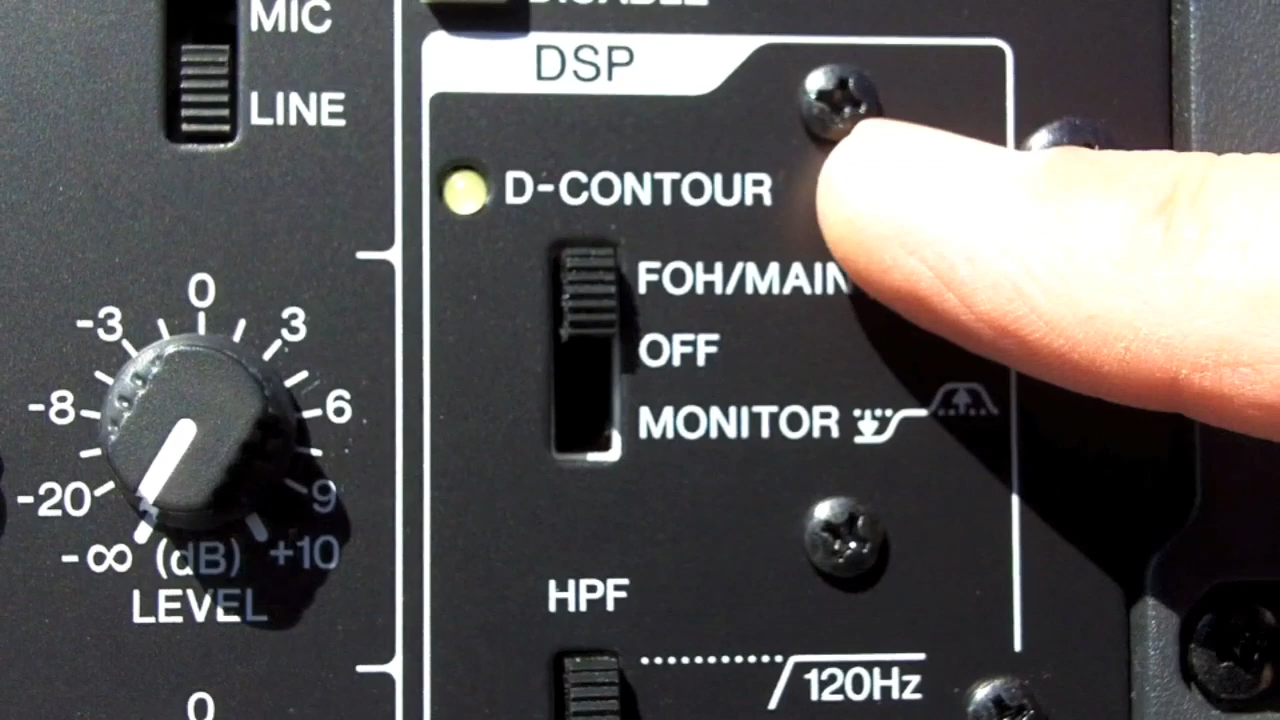 MIC
LINE
DISABLE
DSP
D-CONTOUR
FOH/MAIN
OFF
MONITOR
0
-3 3
-8 6
-20 9
-∞ (dB) +10
LEVEL
HPF
120Hz
0